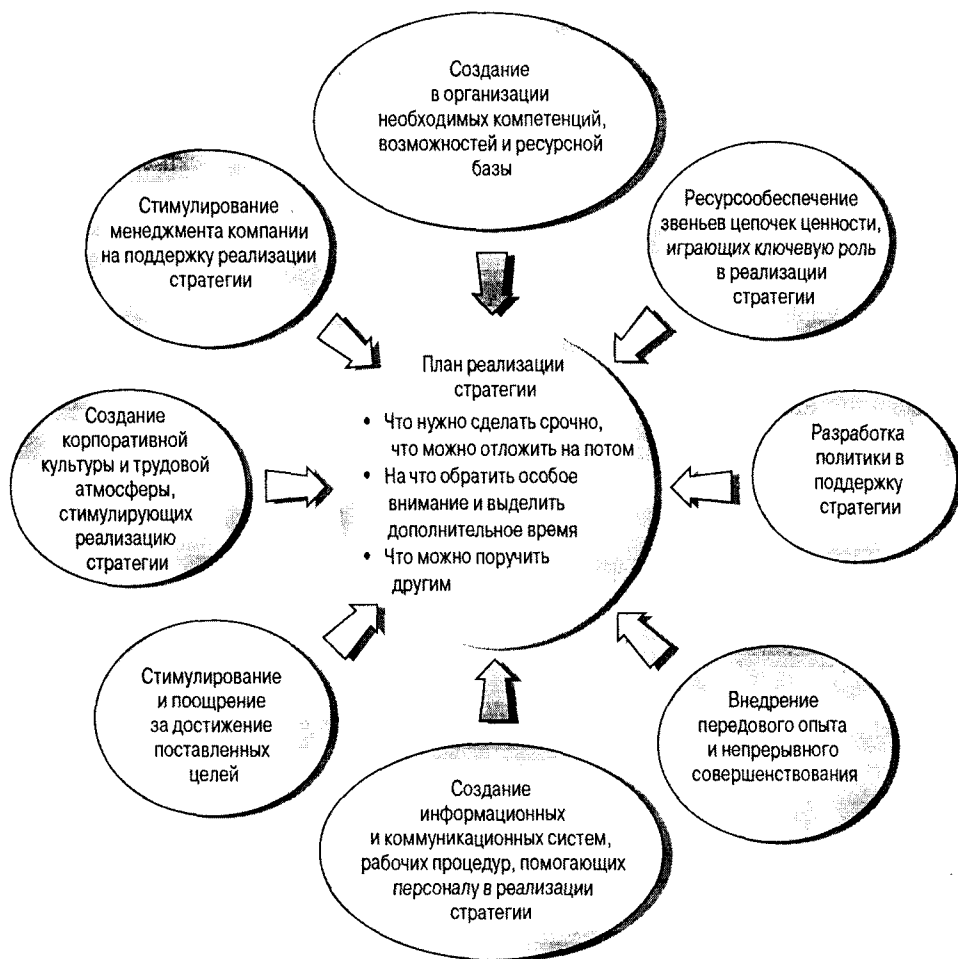 Создание
в организации
необходимых компетенций,
возможностей и ресурсной
базы
Ресурсообеспечение
звеньев цепочек ценности,
играющих ключевую роль
в реализации
стратегии
Разработка
политики в
поддержку
стратегии
Внедрение
передового опыта
и непрерывного
совершенствования
Создание
информационных
и коммуникационных систем,
рабочих процедур, помогающих
персоналу в реализации
стратегии
Стимулирование
и поощрение
за достижение
поставленных
целей
Создание
корпоративной
культуры и трудовой
атмосферы,
стимулирующих
реализацию
стратегии
Стимулирование
менеджмента компании
на поддержку реализации
стратегии
План реализации
стратегии
• Что нужно сделать срочно,
что можно отложить на потом
• На что обратить особое
внимание и выделить
дополнительное время
• Что можно поручить
другим